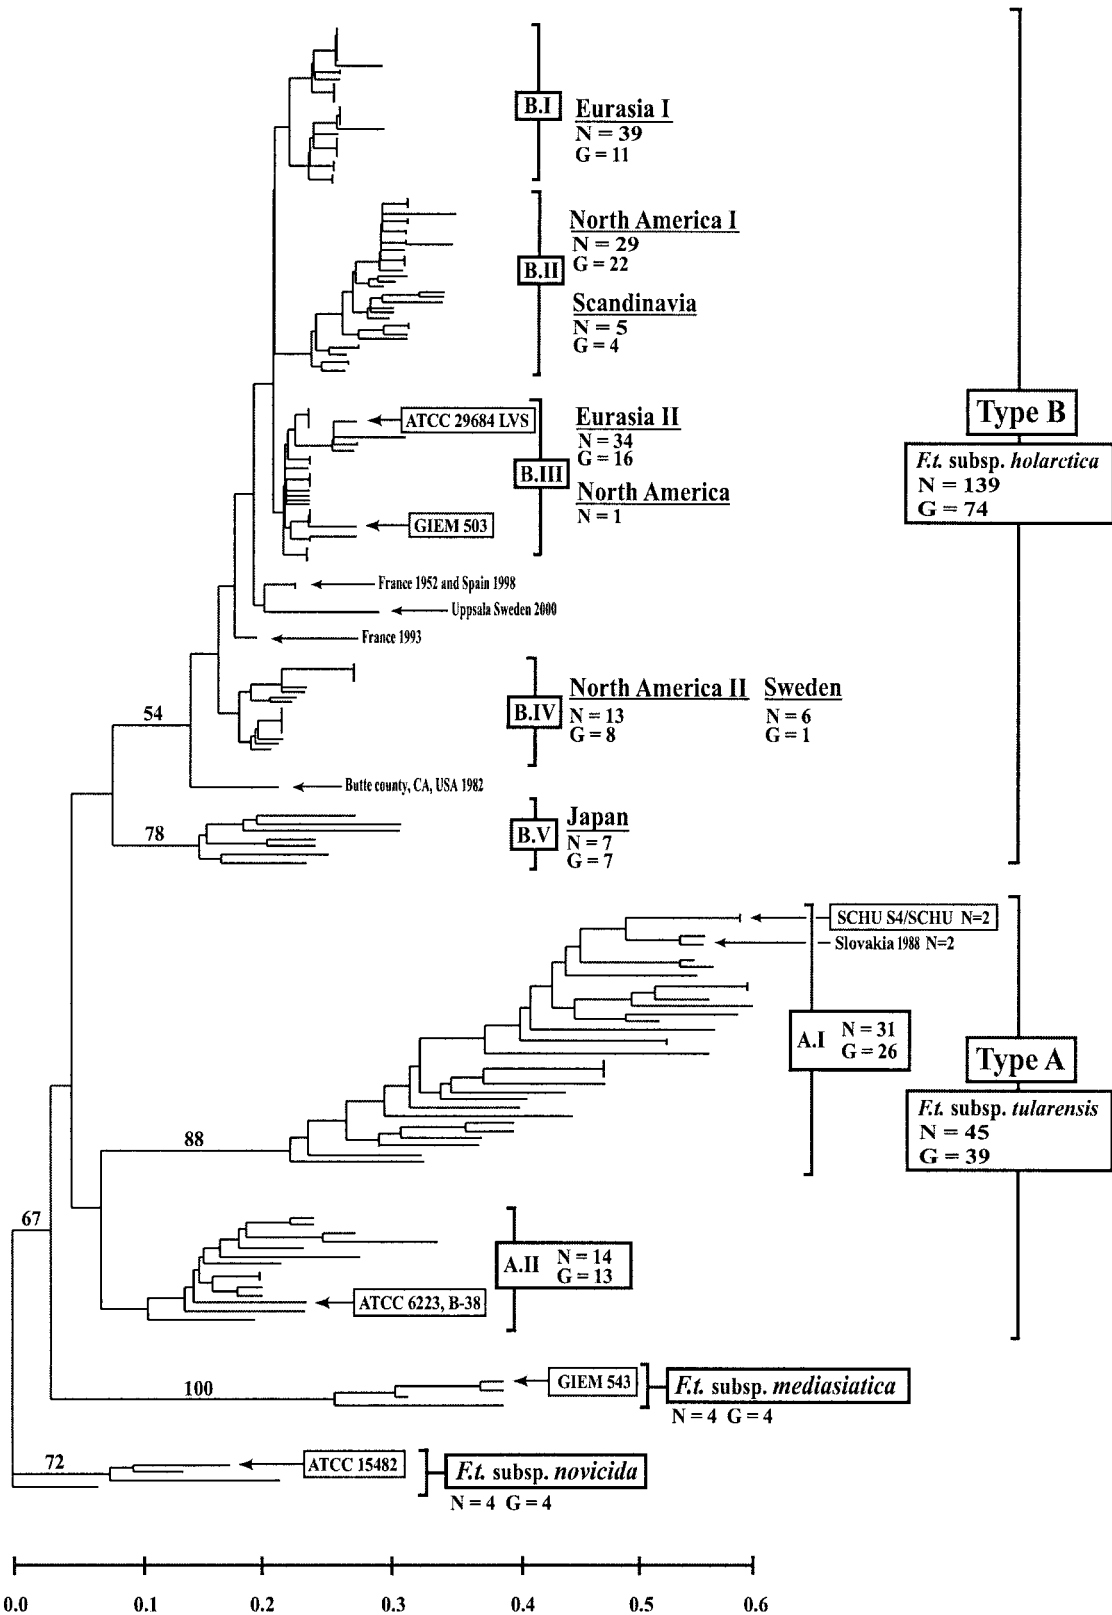 B.I
Eurasia I
N = 39
G = 11
North America I
N = 29
G = 22
B.II
Scandinavia
N = 5
G = 4
Type B
F.t. subsp. holarctica
N = 139
G = 74
ATCC 29684 LVS
Eurasia II
N = 34
G = 16
B.III
North America
N = 1
GIEM 503
France 1952 and Spain 1998
Uppsala Sweden 2000
France 1993
B.IV
North America II
N = 13
G = 8
Sweden
N = 6
G = 1
54
Butte county, CA, USA 1982
78
B.V
Japan
N = 7
G = 7
SCHU S4/SCHU N=2
Slovakia 1988 N=2
A.I
N = 31
G = 26
Type A
F.t. subsp. tularensis
N = 45
G = 39
88
67
A.II
N = 14
G = 13
ATCC 6223, B-38
100
GIEM 543
F.t. subsp. mediasiatica
N = 4 G = 4
72
ATCC 15482
F.t. subsp. novicida
N = 4 G = 4
0.0 0.1 0.2 0.3 0.4 0.5 0.6